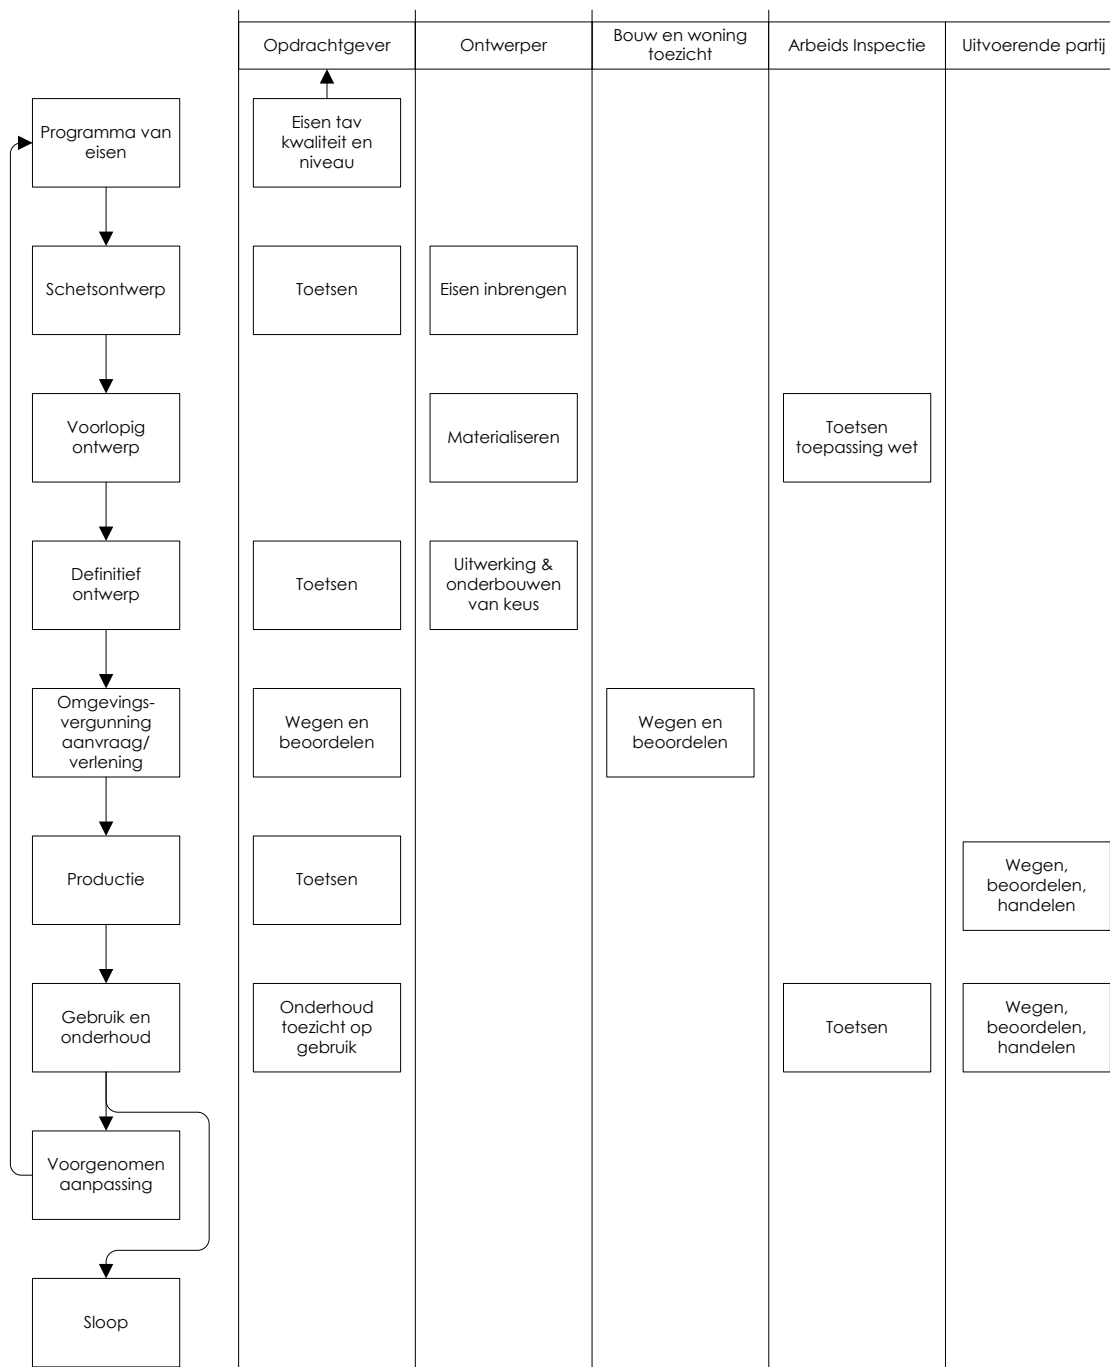 Opdrachtgever
Ontwerper
Bouw en woning
toezicht
Arbeids Inspectie
Uitvoerende partij
Programma van
eisen
Eisen tav
kwaliteit en
niveau
Schetsontwerp
Toetsen
Eisen inbrengen
Voorlopig
ontwerp
Materialiseren
Toetsen
toepassing wet
Definitief
ontwerp
Toetsen
Uitwerking &
onderbouwen
van keus
Omgevings-
vergunning
aanvraag/
verlening
Wegen en
beoordelen
Wegen en
beoordelen
Productie
Toetsen
Wegen,
beoordelen,
handelen
Gebruik en
onderhoud
Onderhoud
toezicht op
gebruik
Toetsen
Wegen,
beoordelen,
handelen
Voorgenomen
aanpassing
Sloop